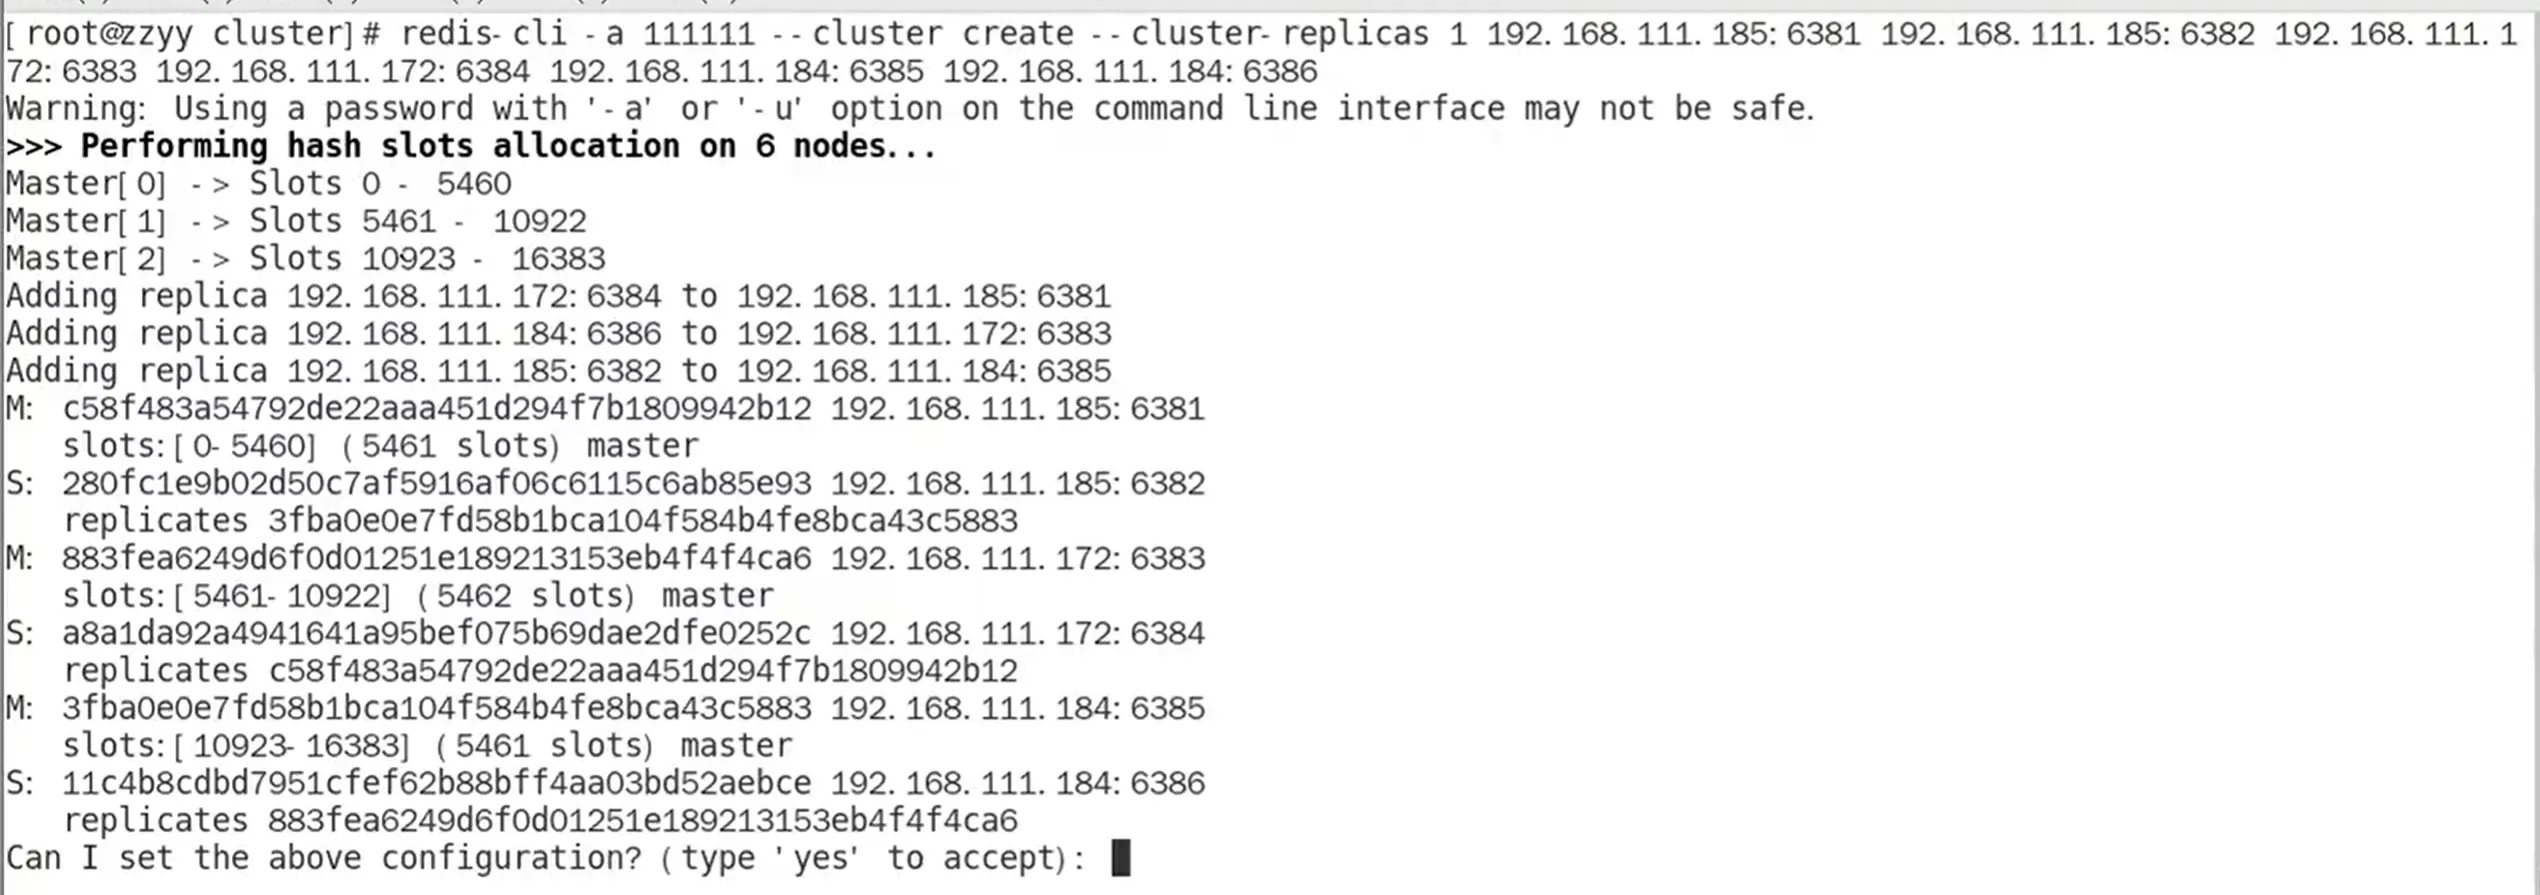 [root@zzyy cluster]# redis-cli -a 111111 --cluster create --cluster-replicas 1 192.168.111.185:6381 192.168.111.185:6382 192.168.111.1
72:6383 192.168.111.172:6384 192.168.111.184:6385 192.168.111.184:6386
Warning: Using a password with '-a' or '-u' option on the command line interface may not be safe.
>>> Performing hash slots allocation on 6 nodes...
Master[0] -> Slots 0 - 5460
Master[1] -> Slots 5461 - 10922
Master[2] -> Slots 10923 - 16383
Adding replica 192.168.111.172:6384 to 192.168.111.185:6381
Adding replica 192.168.111.184:6386 to 192.168.111.172:6383
Adding replica 192.168.111.185:6382 to 192.168.111.184:6385
M: c58f483a54792de22aaa451d294f7b1809942b12 192.168.111.185:6381
slots:[0-5460] (5461 slots) master
S: 280fc1e9b02d50c7af5916af06c6115c6ab85e93 192.168.111.185:6382
replicates 3fba0e0e7fd58b1bca104f584b4fe8bca43c5883
M: 883fea6249d6f0d01251e189213153eb4f4f4ca6 192.168.111.172:6383
slots:[5461-10922] (5462 slots) master
S: a8a1da92a4941641a95bef075b69dae2dfe0252c 192.168.111.172:6384
replicates c58f483a54792de22aaa451d294f7b1809942b12
M: 3fba0e0e7fd58b1bca104f584b4fe8bca43c5883 192.168.111.184:6385
slots:[10923-16383] (5461 slots) master
S: 11c4b8cdbd7951cfef62b88bff4aa03bd52aebce 192.168.111.184:6386
replicates 883fea6249d6f0d01251e189213153eb4f4f4ca6
Can I set the above configuration? (type 'yes' to accept):